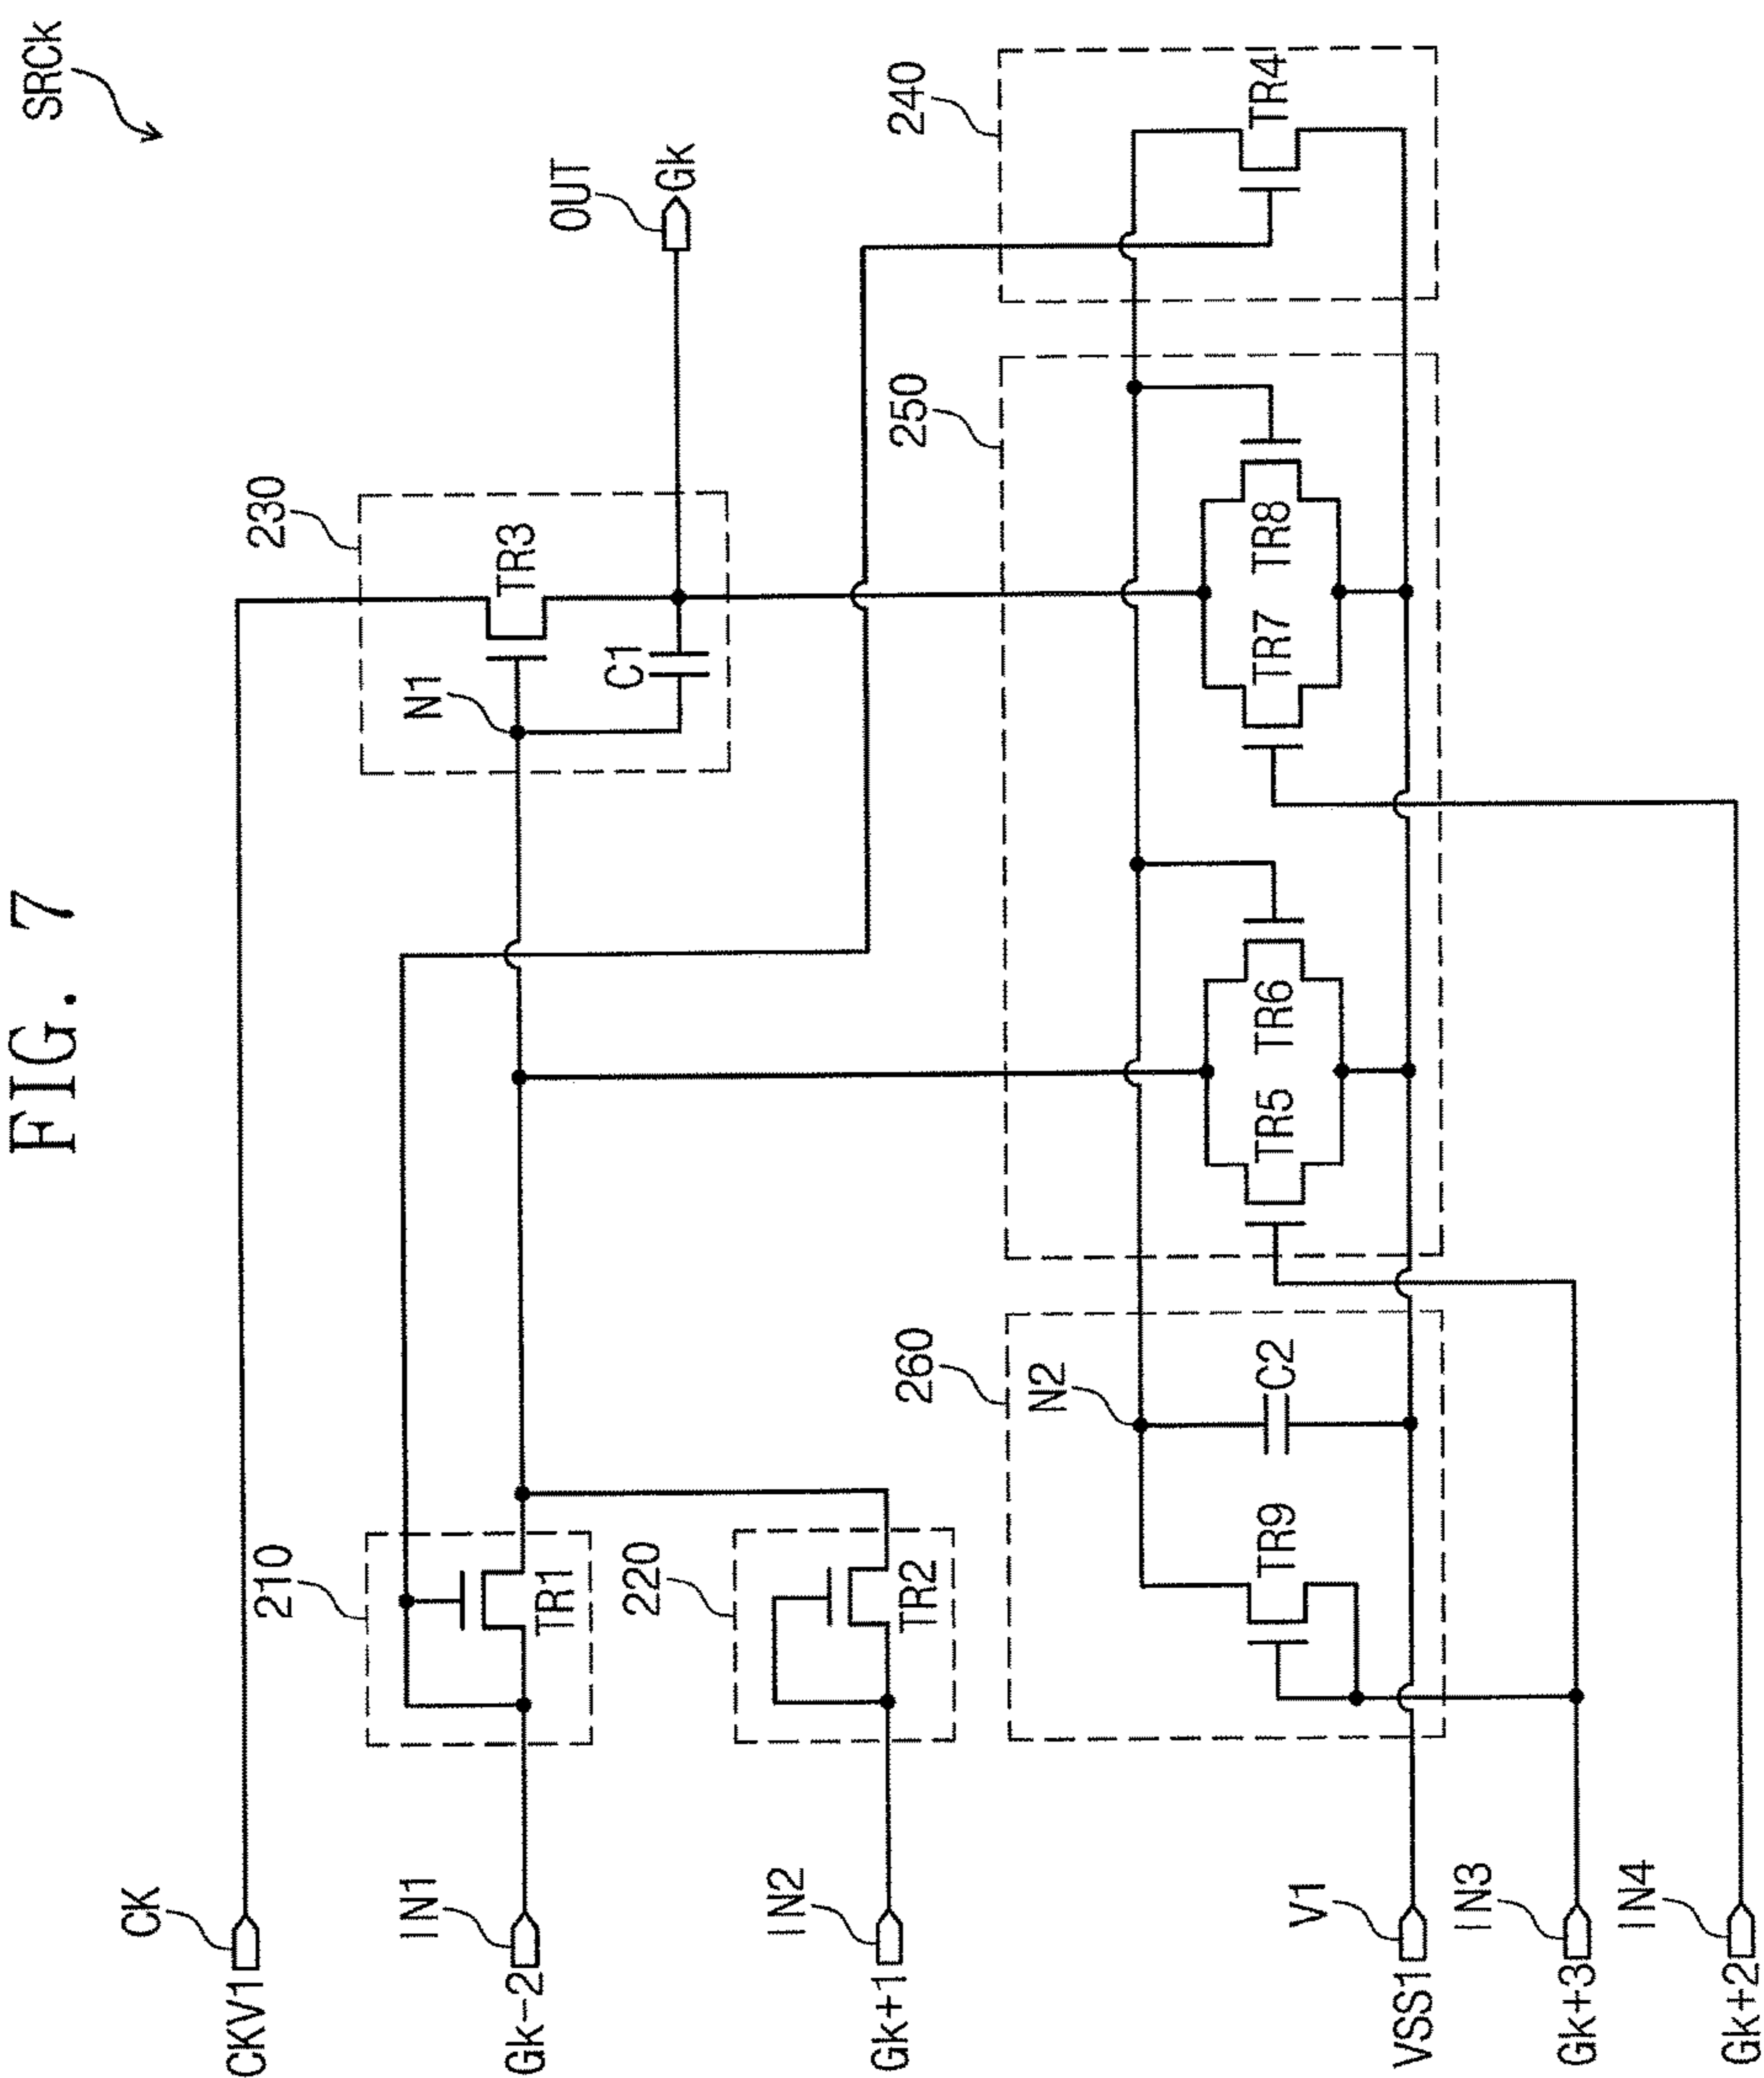 FIG. 7
SRCk
CK
CKV1
230
TR3
N1
C1
OUT
Gk
210
TR1
IN1
Gk-2
220
TR2
IN2
Gk+1
260
N2
C2
TR9
250
TR5
TR6
TR7
TR8
240
TR4
V1
VSS1
IN3
Gk+3
IN4
Gk+2